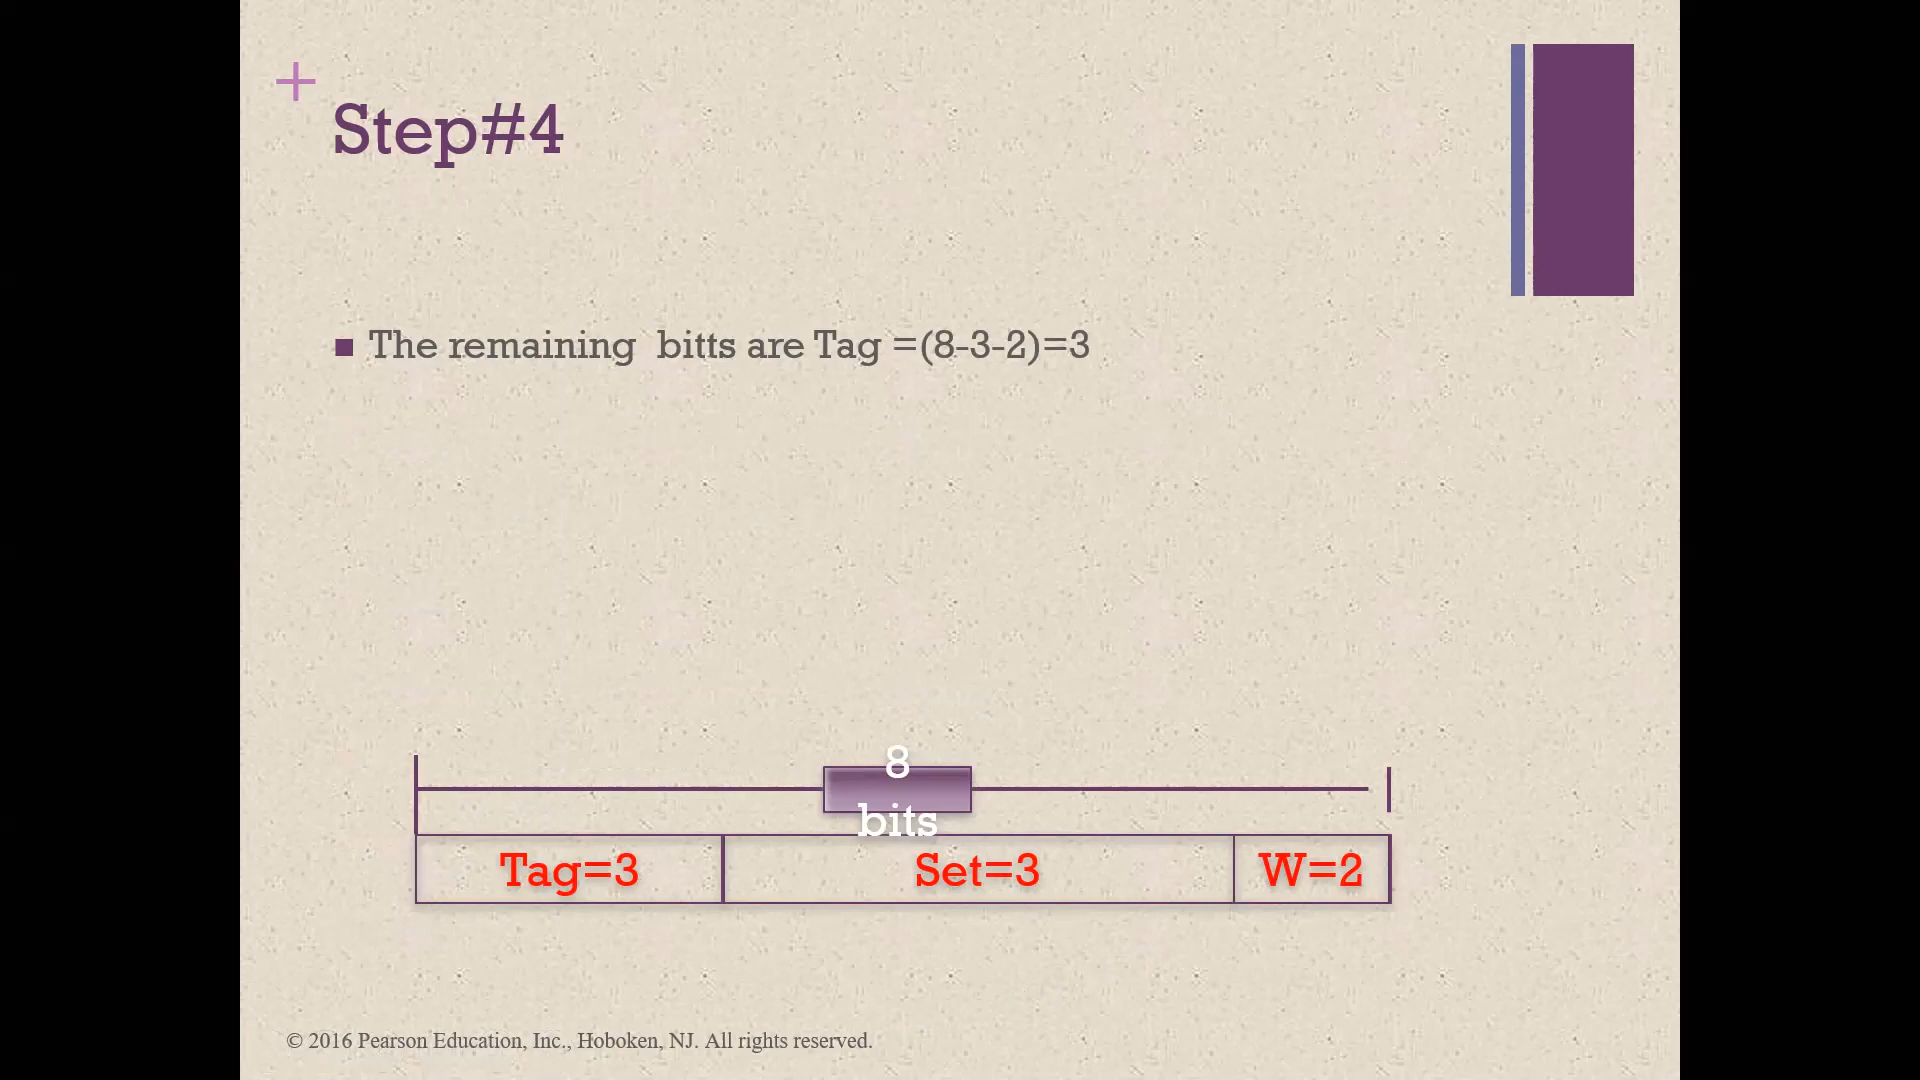 +
Step#4
■ The remaining  bitts are Tag =(8-3-2)=3
8
bits
Tag=3 Set=3 W=2
© 2016 Pearson Education, Inc., Hoboken, NJ. All rights reserved.